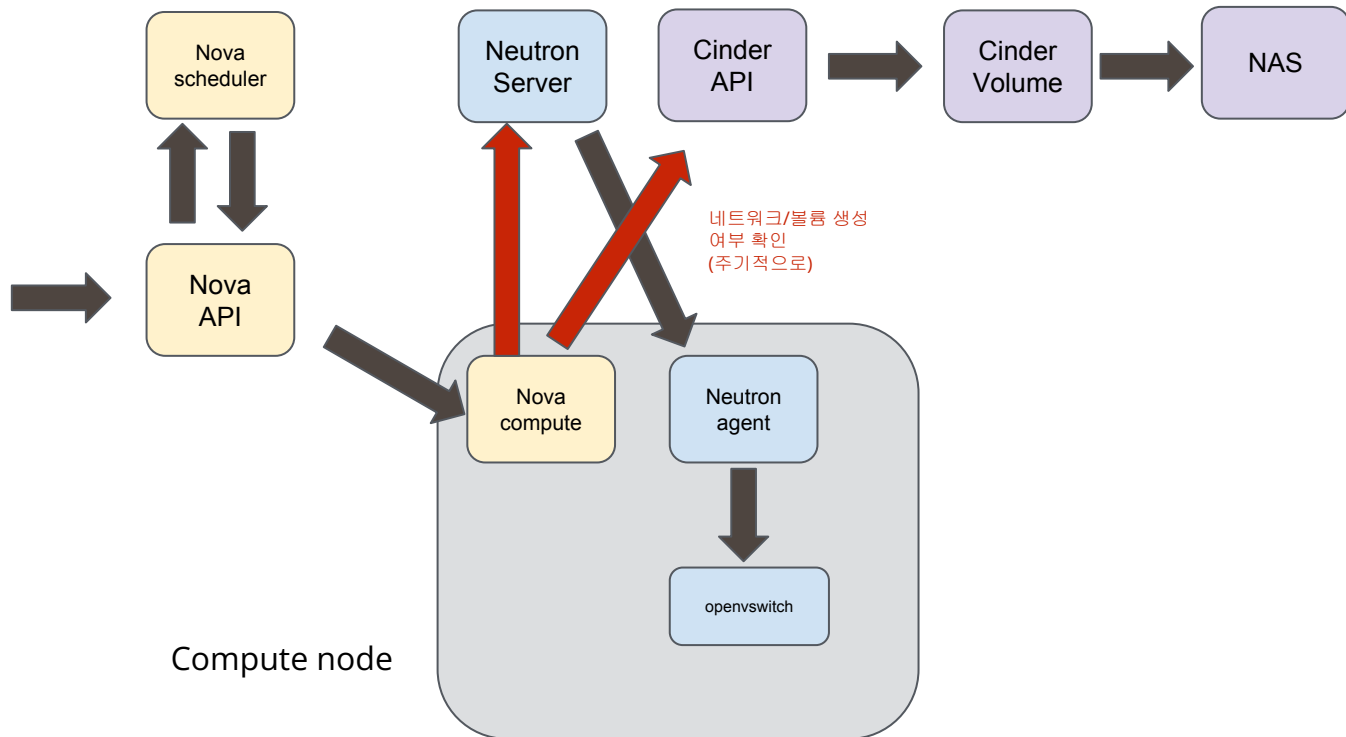 Nova
scheduler
Neutron
Server
Cinder
API
Cinder
Volume
NAS
네트워크/볼륨 생성
여부 확인
(주기적으로)
Nova
API
Nova
compute
Neutron
agent
openvswitch
Compute node